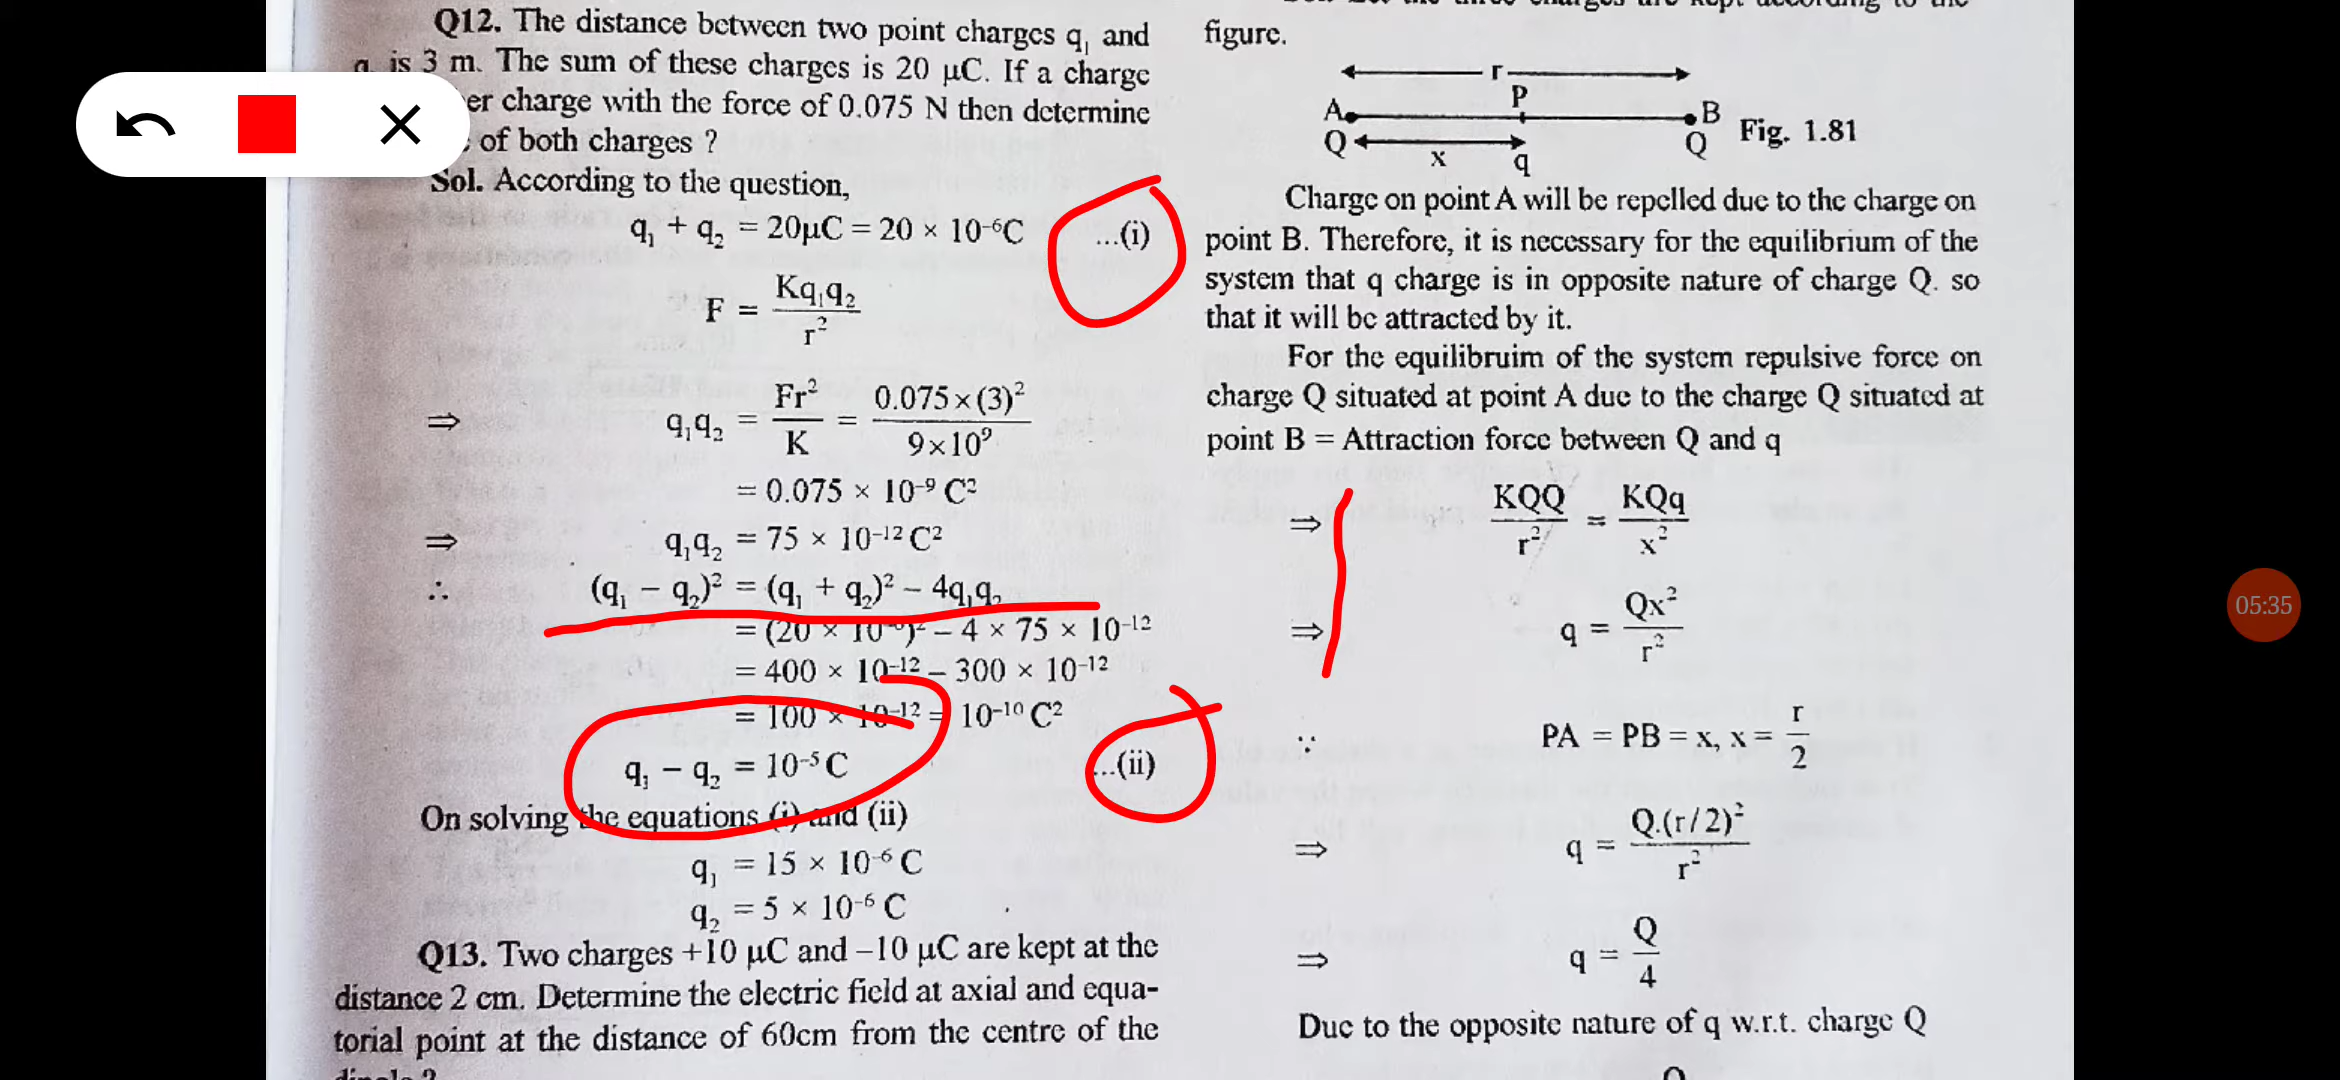 Q12. The distance between two point charges q₁ and
is 3 m. The sum of these charges is 20 μC. If a charge
er charge with the force of 0.075 N then determine
of both charges ?
Sol. According to the question,
q₁ + q₂ = 20μC = 20 × 10⁻⁶C ...(i)
F = Kq₁q₂ / r²
⇒ q₁q₂ = Fr² / K = 0.075×(3)² / 9×10⁹
= 0.075 × 10⁻⁹ C²
⇒ q₁q₂ = 75 × 10⁻¹² C²
∴ (q₁ − q₂)² = (q₁ + q₂)² − 4q₁q₂
= (20 × 10⁻⁶)² − 4 × 75 × 10⁻¹²
= 400 × 10⁻¹² − 300 × 10⁻¹²
= 100 × 10⁻¹² = 10⁻¹⁰ C²
q₁ − q₂ = 10⁻⁵ C ...(ii)
On solving the equations (i) and (ii)
q₁ = 15 × 10⁻⁶ C
q₂ = 5 × 10⁻⁶ C
Q13. Two charges +10 μC and −10 μC are kept at the
distance 2 cm. Determine the electric field at axial and equa-
torial point at the distance of 60cm from the centre of the
figure.
r
A P B
Q x q Q
Fig. 1.81
Charge on point A will be repelled due to the charge on
point B. Therefore, it is necessary for the equilibrium of the
system that q charge is in opposite nature of charge Q. so
that it will be attracted by it.
For the equilibruim of the system repulsive force on
charge Q situated at point A due to the charge Q situated at
point B = Attraction force between Q and q
⇒ KQQ / r² = KQq / x²
⇒ q = Qx² / r²
∵ PA = PB = x, x = r / 2
⇒ q = Q.(r/2)² / r²
⇒ q = Q / 4
Due to the opposite nature of q w.r.t. charge Q
05:35